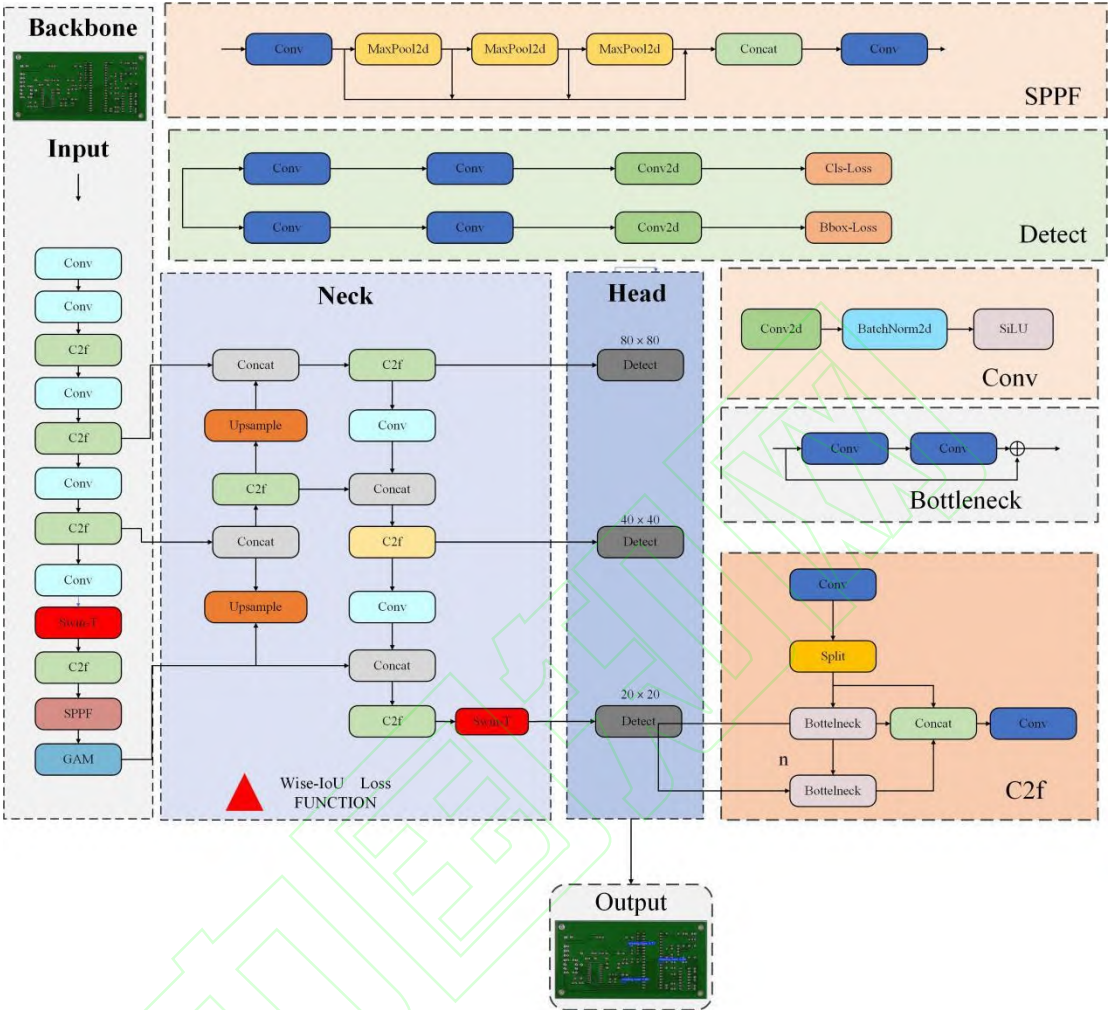 Backbone
Input
Conv
Conv
C2f
Conv
C2f
Conv
C2f
Conv
Swin-T
C2f
SPPF
GAM
Conv
MaxPool2d
MaxPool2d
MaxPool2d
Concat
Conv
SPPF
Conv
Conv
Conv2d
Cls-Loss
Conv
Conv
Conv2d
Bbox-Loss
Detect
Neck
Concat
C2f
Upsample
Conv
C2f
Concat
Concat
C2f
Upsample
Conv
Concat
C2f
Swin-T
Wise-IoU Loss
FUNCTION
Head
80 × 80
Detect
40 × 40
Detect
20 × 20
Detect
Conv2d
BatchNorm2d
SiLU
Conv
Conv
Conv
Bottleneck
Conv
Split
Bottelneck
Concat
Conv
n
Bottelneck
C2f
Output